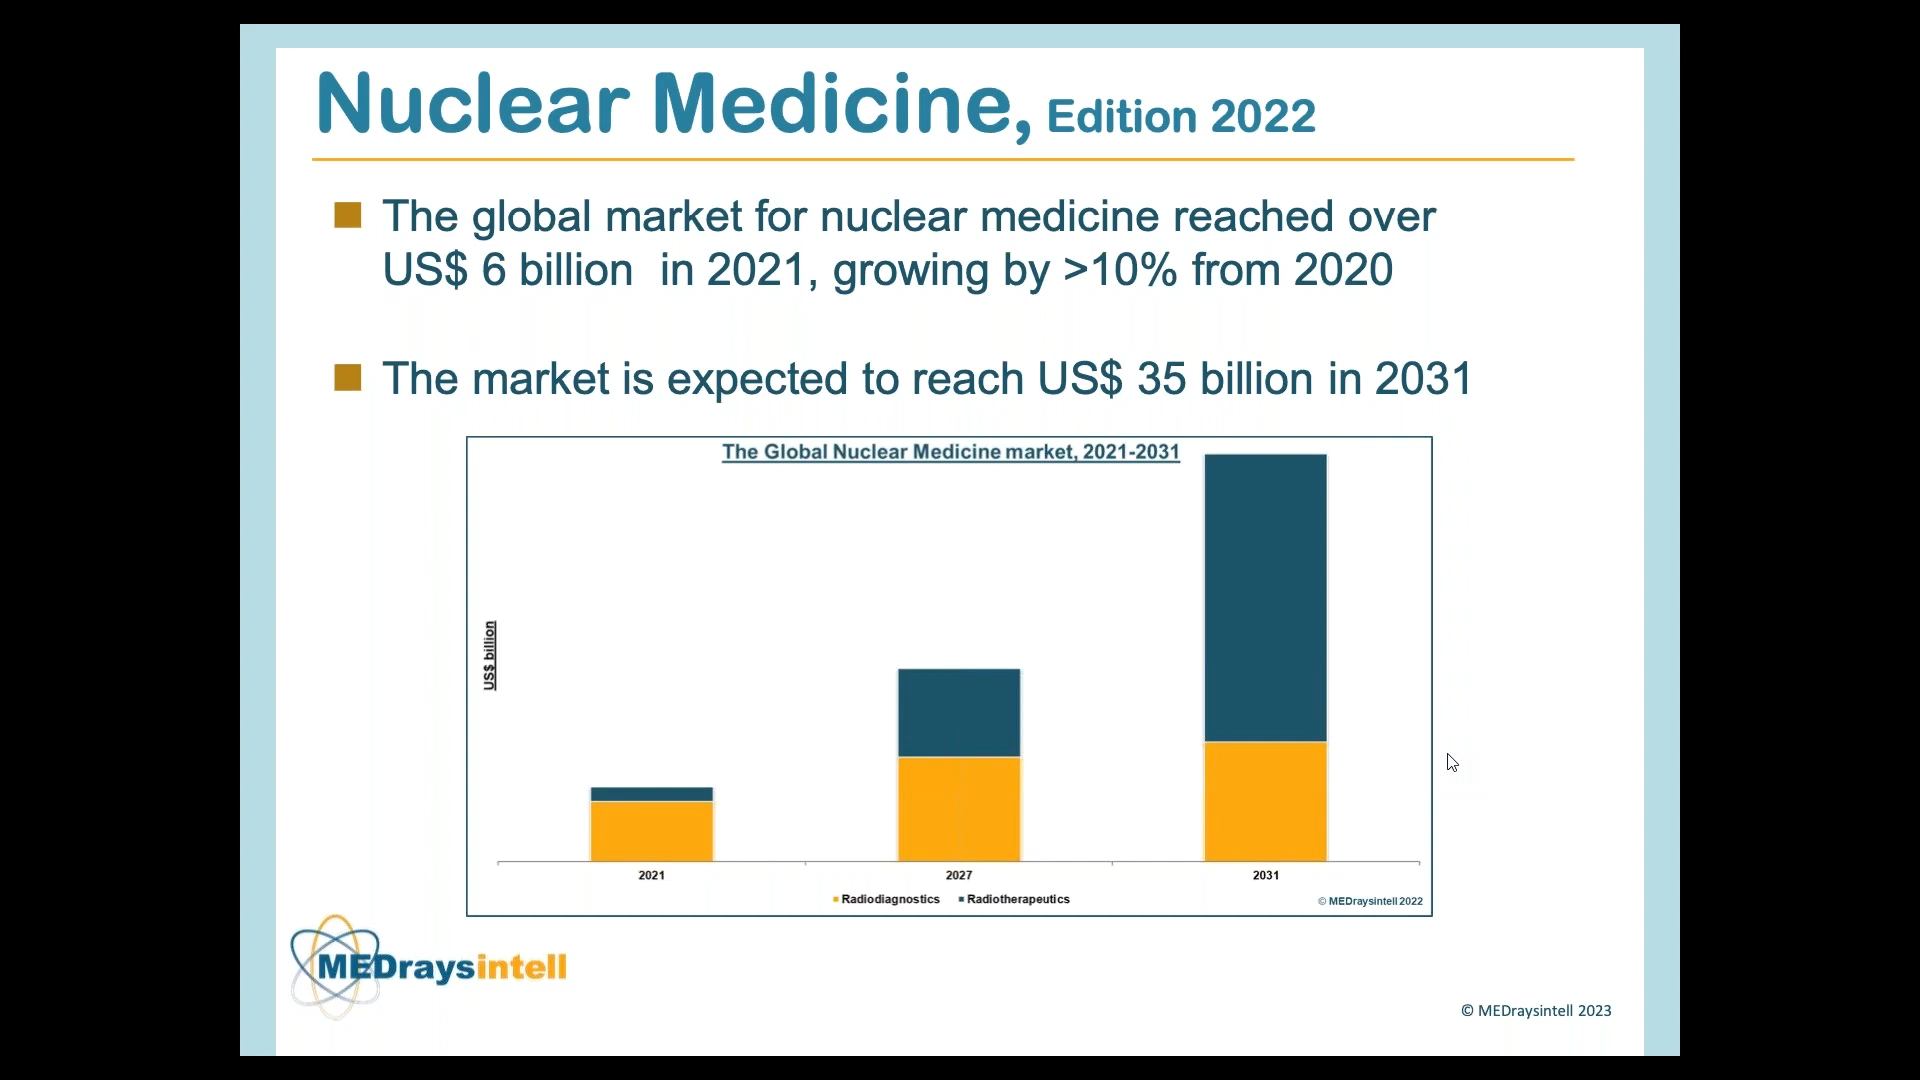 Nuclear Medicine, Edition 2022
The global market for nuclear medicine reached over
US$ 6 billion in 2021, growing by >10% from 2020
The market is expected to reach US$ 35 billion in 2031
The Global Nuclear Medicine market, 2021-2031
US$ billion
2021 2027 2031
Radiodiagnostics Radiotherapeutics
© MEDraysintell 2022
MEDraysintell
© MEDraysintell 2023